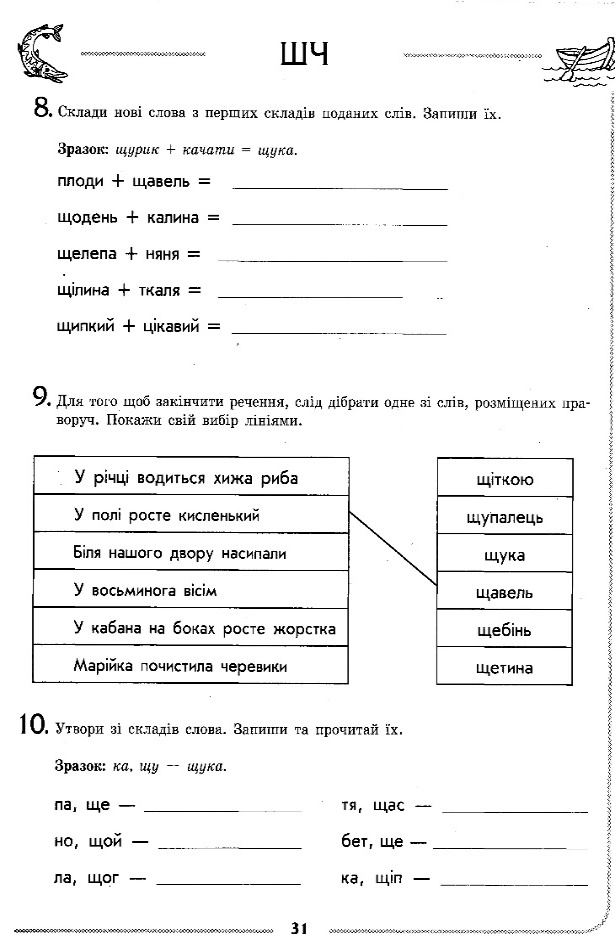 ШЧ
8. Склади нові слова з перших складів поданих слів. Запиши їх.
Зразок: щурик + качати = щука.
плоди + щавель =
щодень + калина =
щелепа + няня =
щілина + ткаля =
щипкий + цікавий =
9. Для того щоб закінчити речення, слід дібрати одне зі слів, розміщених пра-
воруч. Покажи свій вибір лініями.
У річці водиться хижа риба щіткою
У полі росте кисленький щупалець
Біля нашого двору насипали щука
У восьминога вісім щавель
У кабана на боках росте жорстка щебінь
Марійка почистила черевики щетина
10. Утвори зі складів слова. Запиши та прочитай їх.
Зразок: ка, щу — щука.
па, ще — тя, щас —
но, щой — бет, ще —
ла, щог — ка, щіп —
31